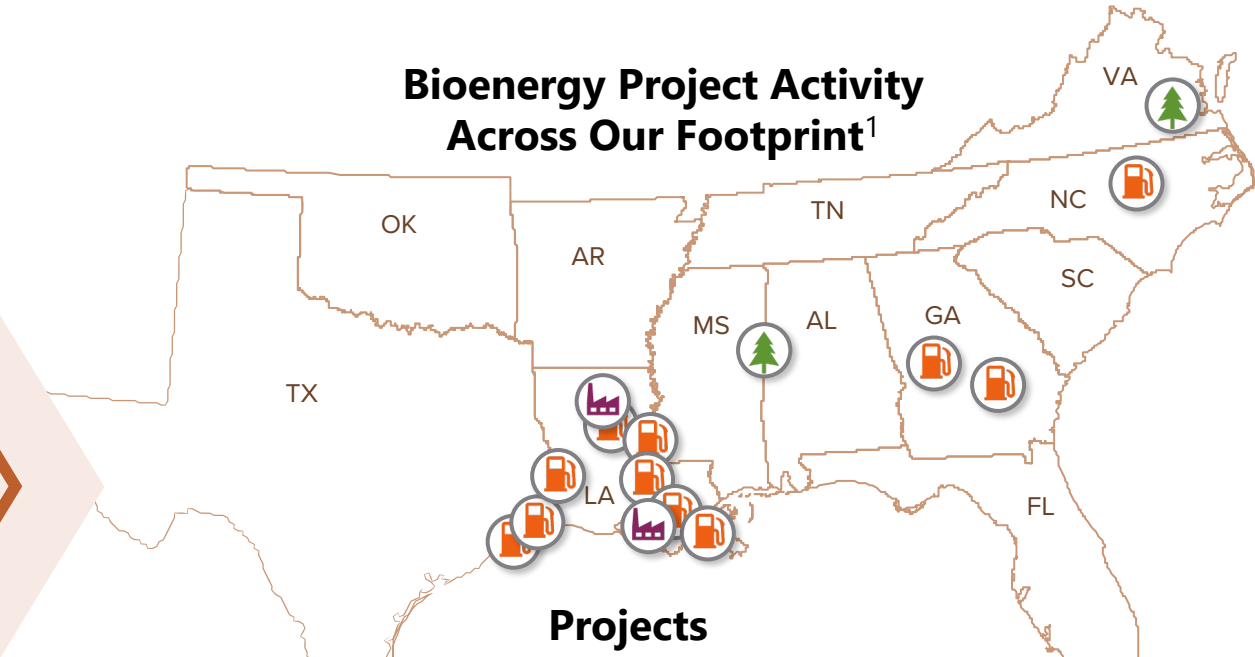 Bioenergy Project Activity
Across Our Footprint¹
VA
NC
TN
OK
AR
SC
MS
AL
GA
TX
LA
FL
Projects